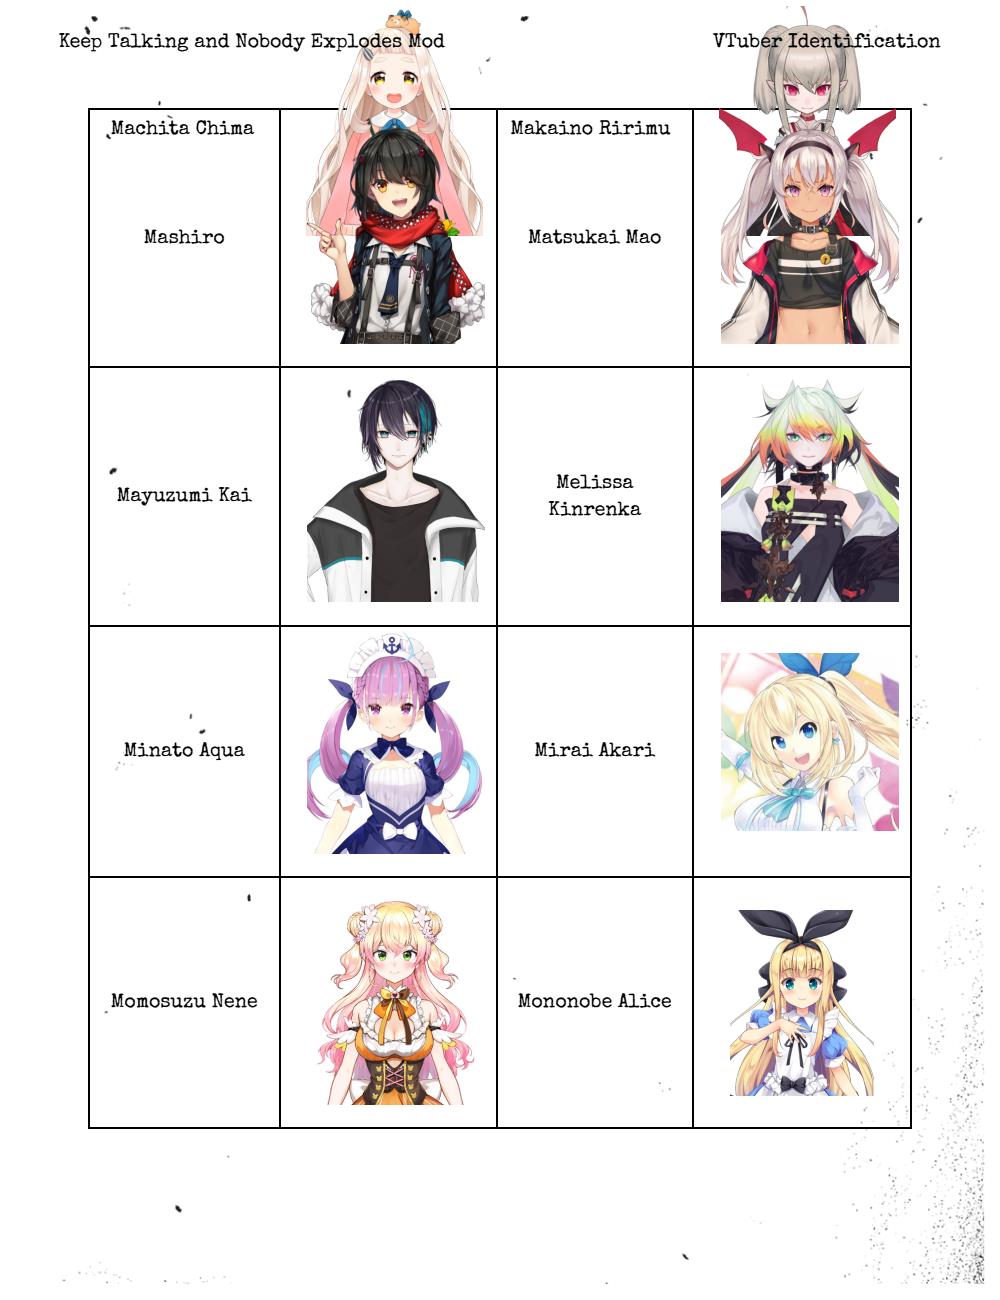 Keep Talking and Nobody Explodes Mod
VTuber Identification
Machita Chima
Makaino Ririmu
Mashiro
Matsukai Mao
Mayuzumi Kai
Melissa
Kinrenka
Minato Aqua
Mirai Akari
Momosuzu Nene
Mononobe Alice